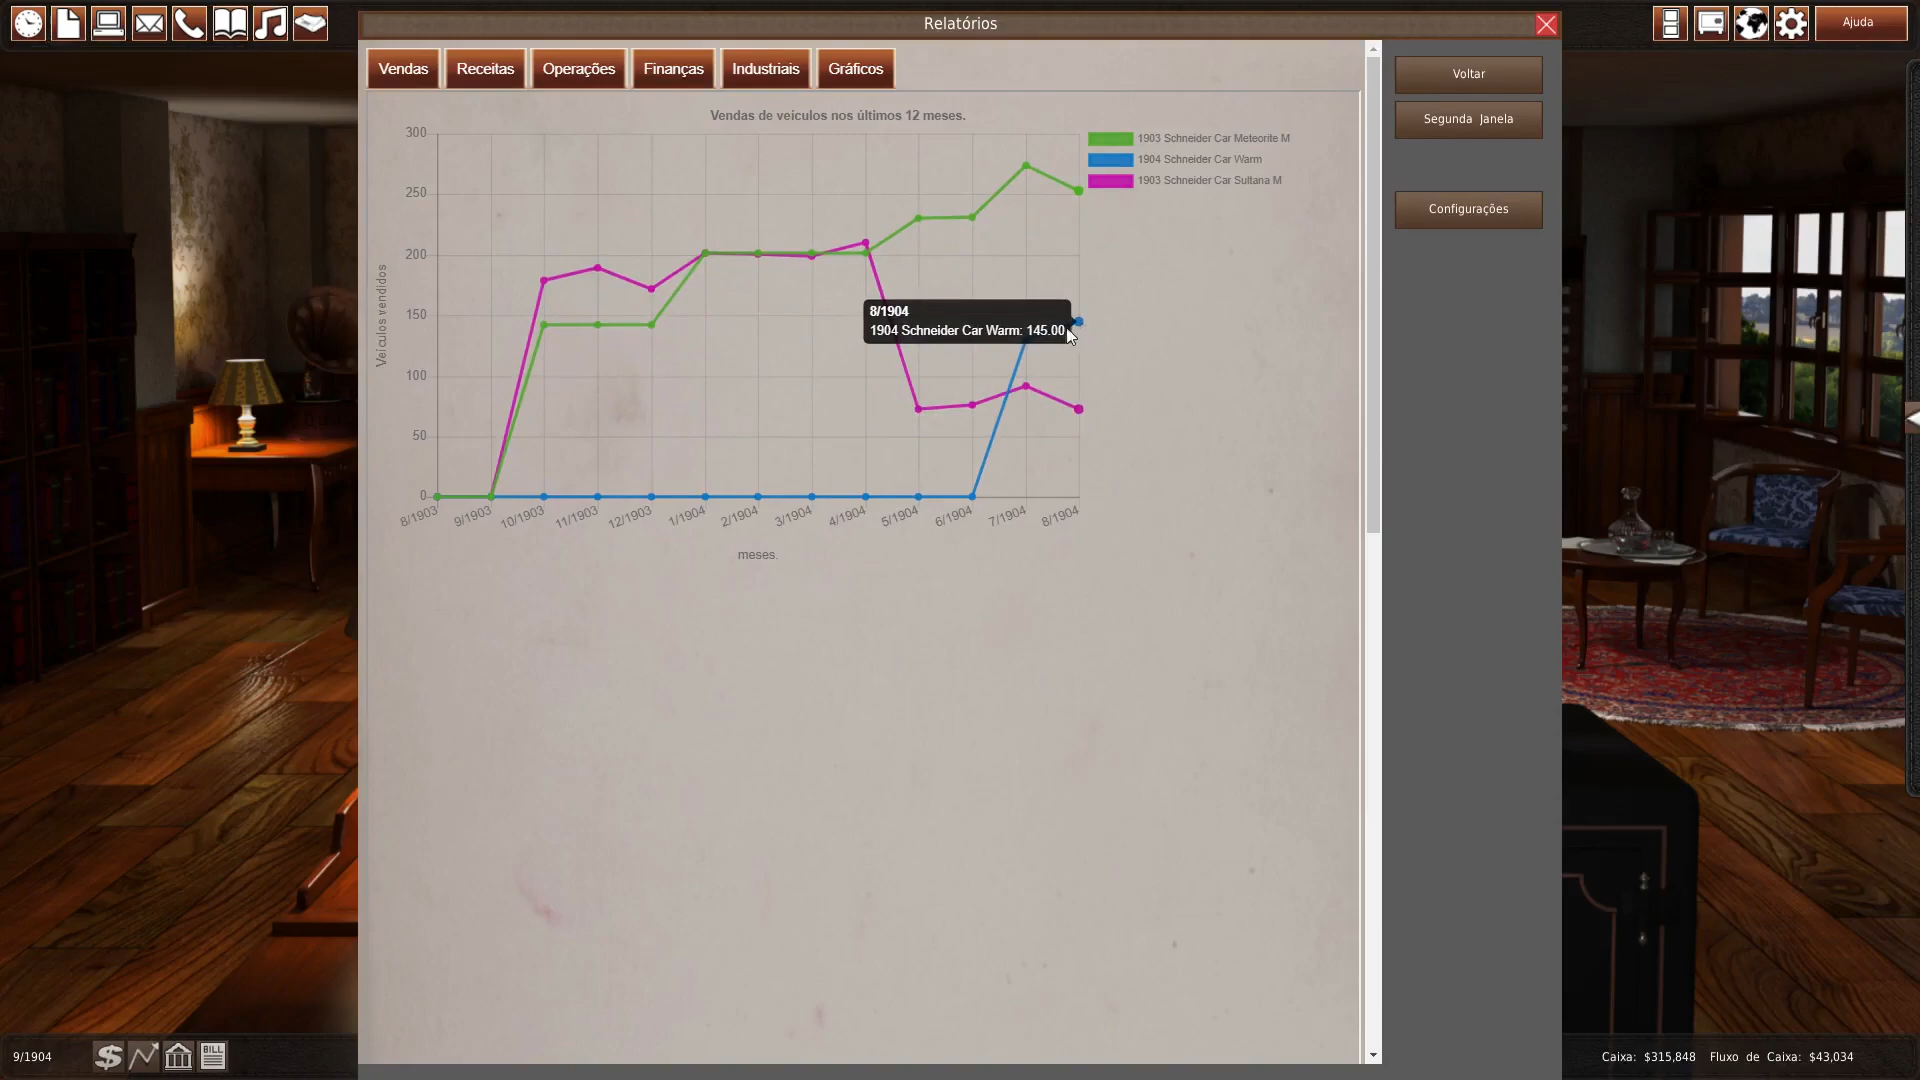 Relatórios
Ajuda
Vendas
Receitas
Operações
Finanças
Industriais
Gráficos
Voltar
Segunda Janela
Configurações
Vendas de veículos nos últimos 12 meses.
1903 Schneider Car Meteorite M
1904 Schneider Car Warm
1903 Schneider Car Sultana M
Veículos vendidos
300
250
200
150
100
50
0
8/1904
1904 Schneider Car Warm: 145.00
8/1903
9/1903
10/1903
11/1903
12/1903
1/1904
2/1904
3/1904
4/1904
5/1904
6/1904
7/1904
8/1904
meses.
9/1904
BILL
Caixa: $315,848 Fluxo de Caixa: $43,034